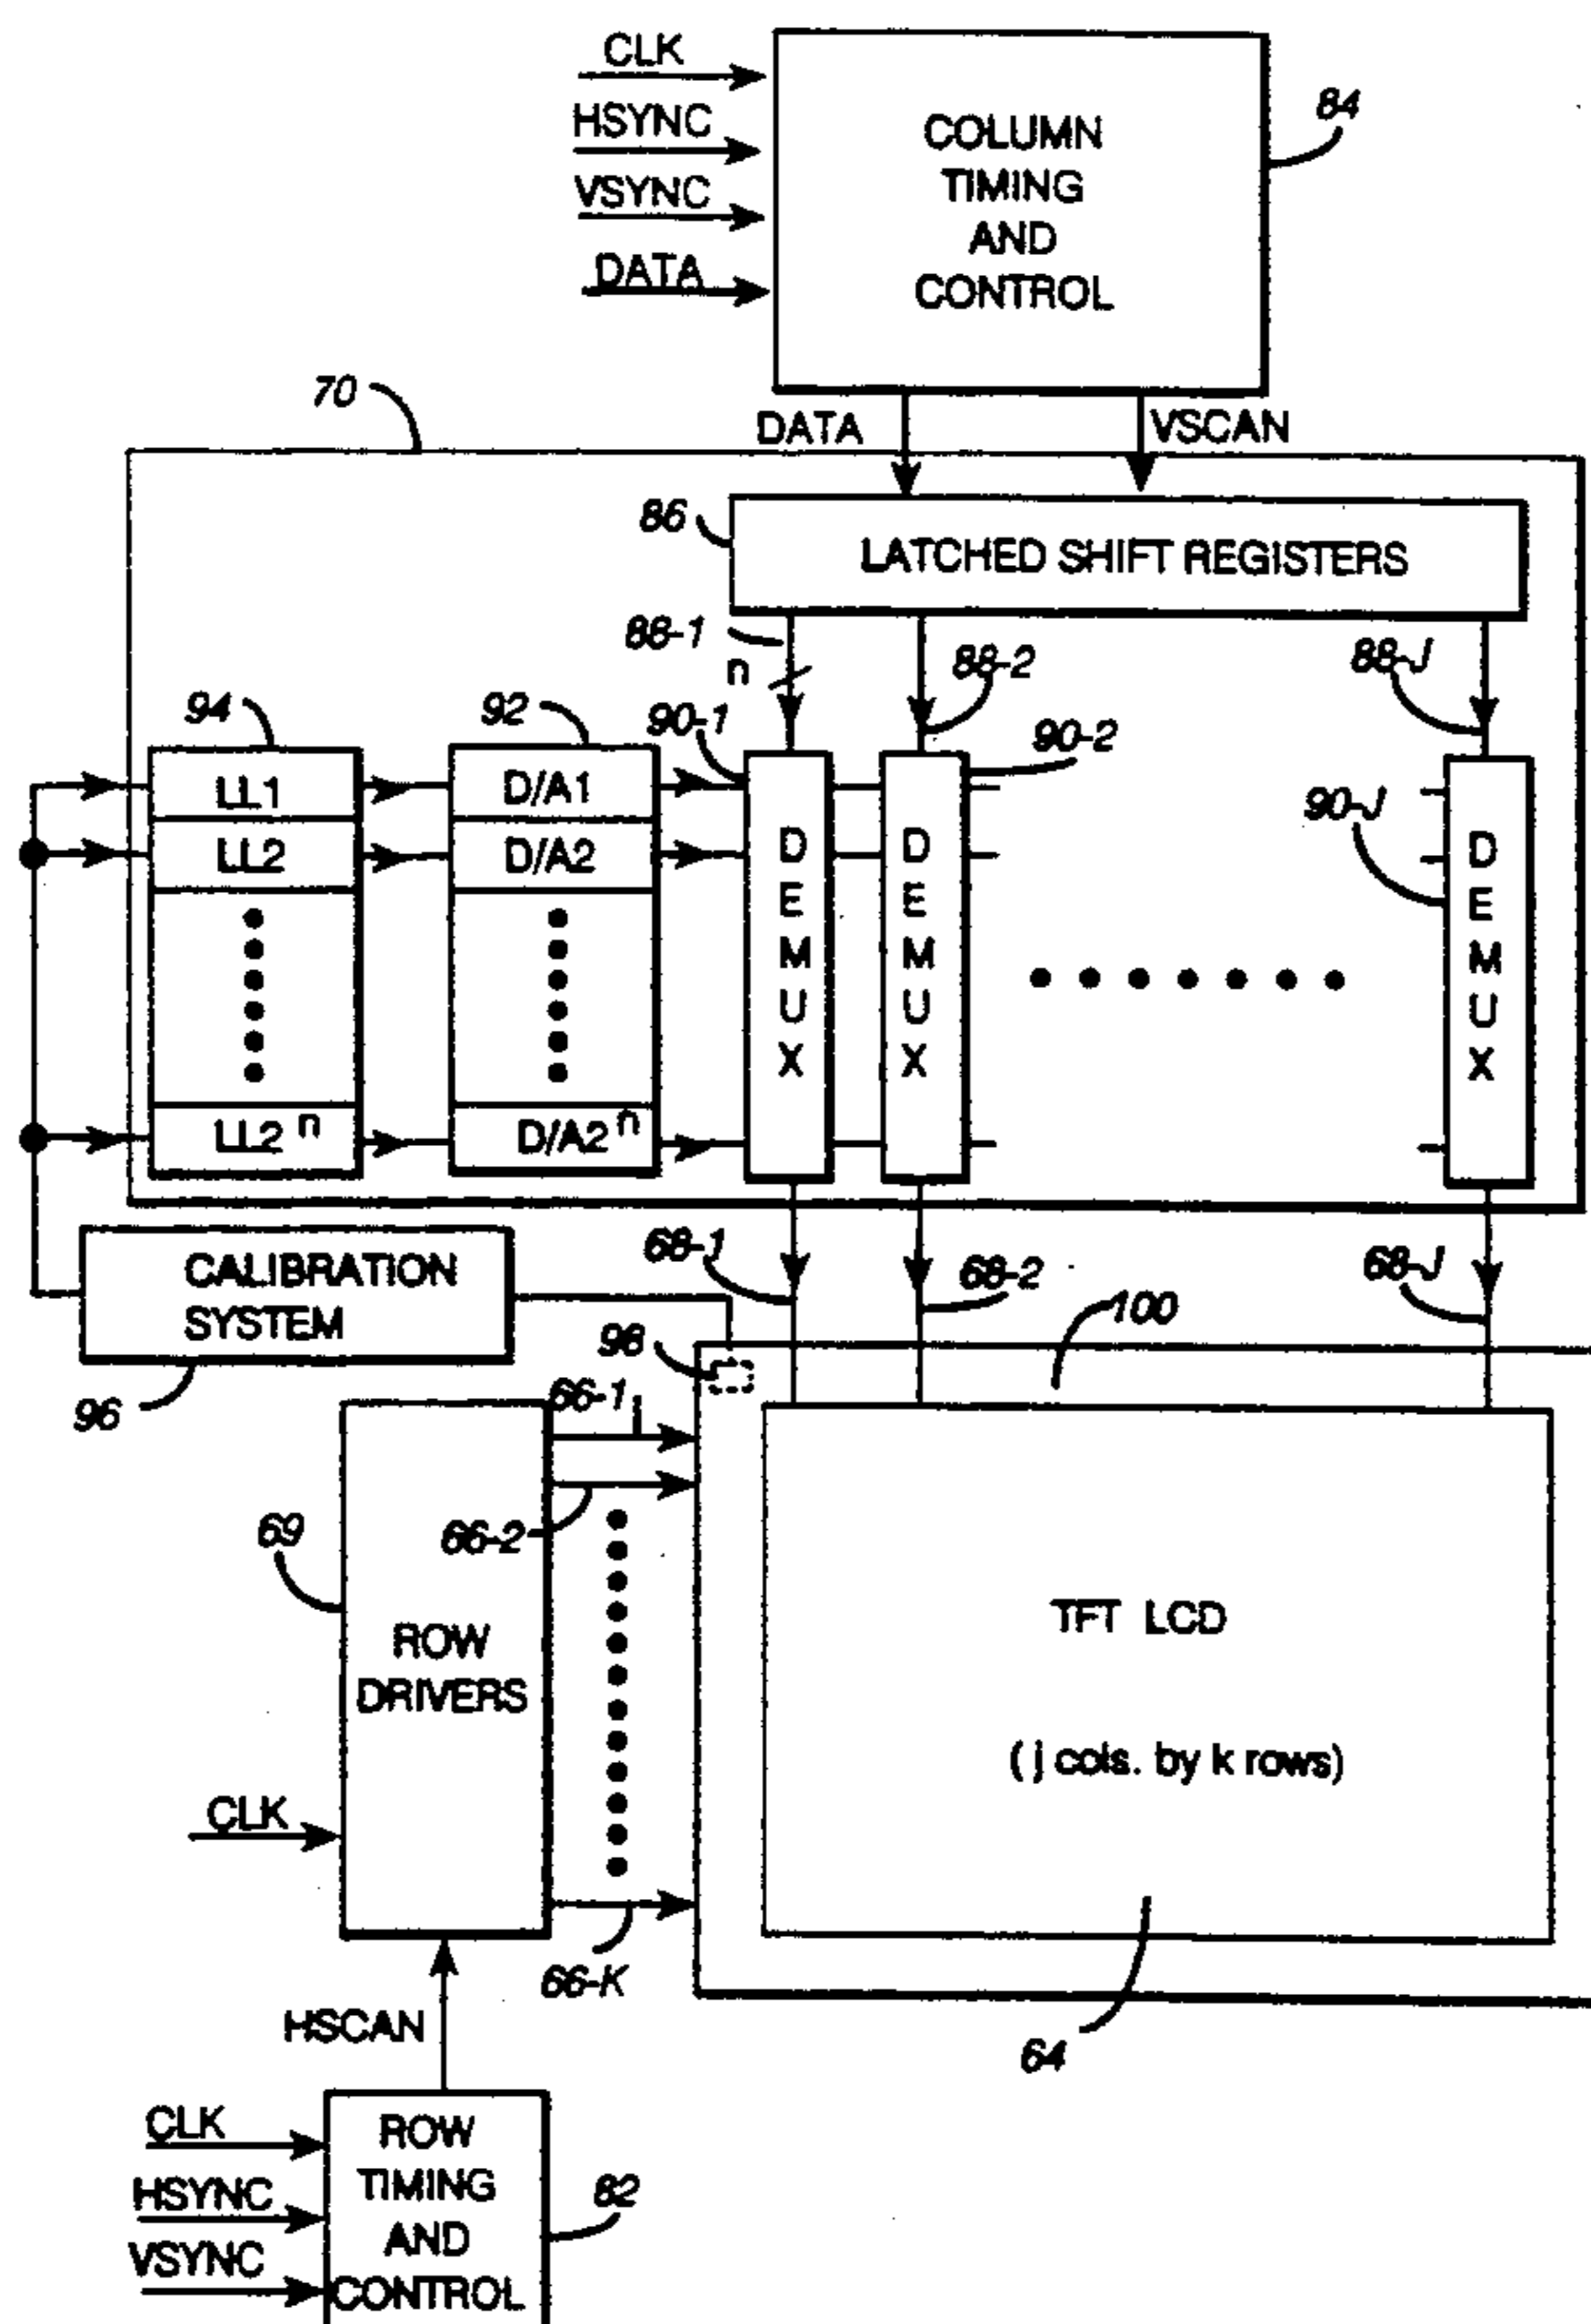 CLK
HSYNC
VSYNC
DATA
COLUMN
TIMING
AND
CONTROL
84
70
DATA
VSCAN
86
LATCHED SHIFT REGISTERS
88-1
n
88-2
88-J
94
92
90-1
90-2
90-J
LL1
D/A1
LL2
D/A2
LL2 n
D/A2 n
DEMUX
DEMUX
DEMUX
CALIBRATION
SYSTEM
96
68-1
68-2
68-J
98
100
66-1
66-2
69
ROW
DRIVERS
TFT LCD
( j cols. by k rows)
CLK
66-K
64
HSCAN
CLK
HSYNC
VSYNC
ROW
TIMING
AND
CONTROL
82